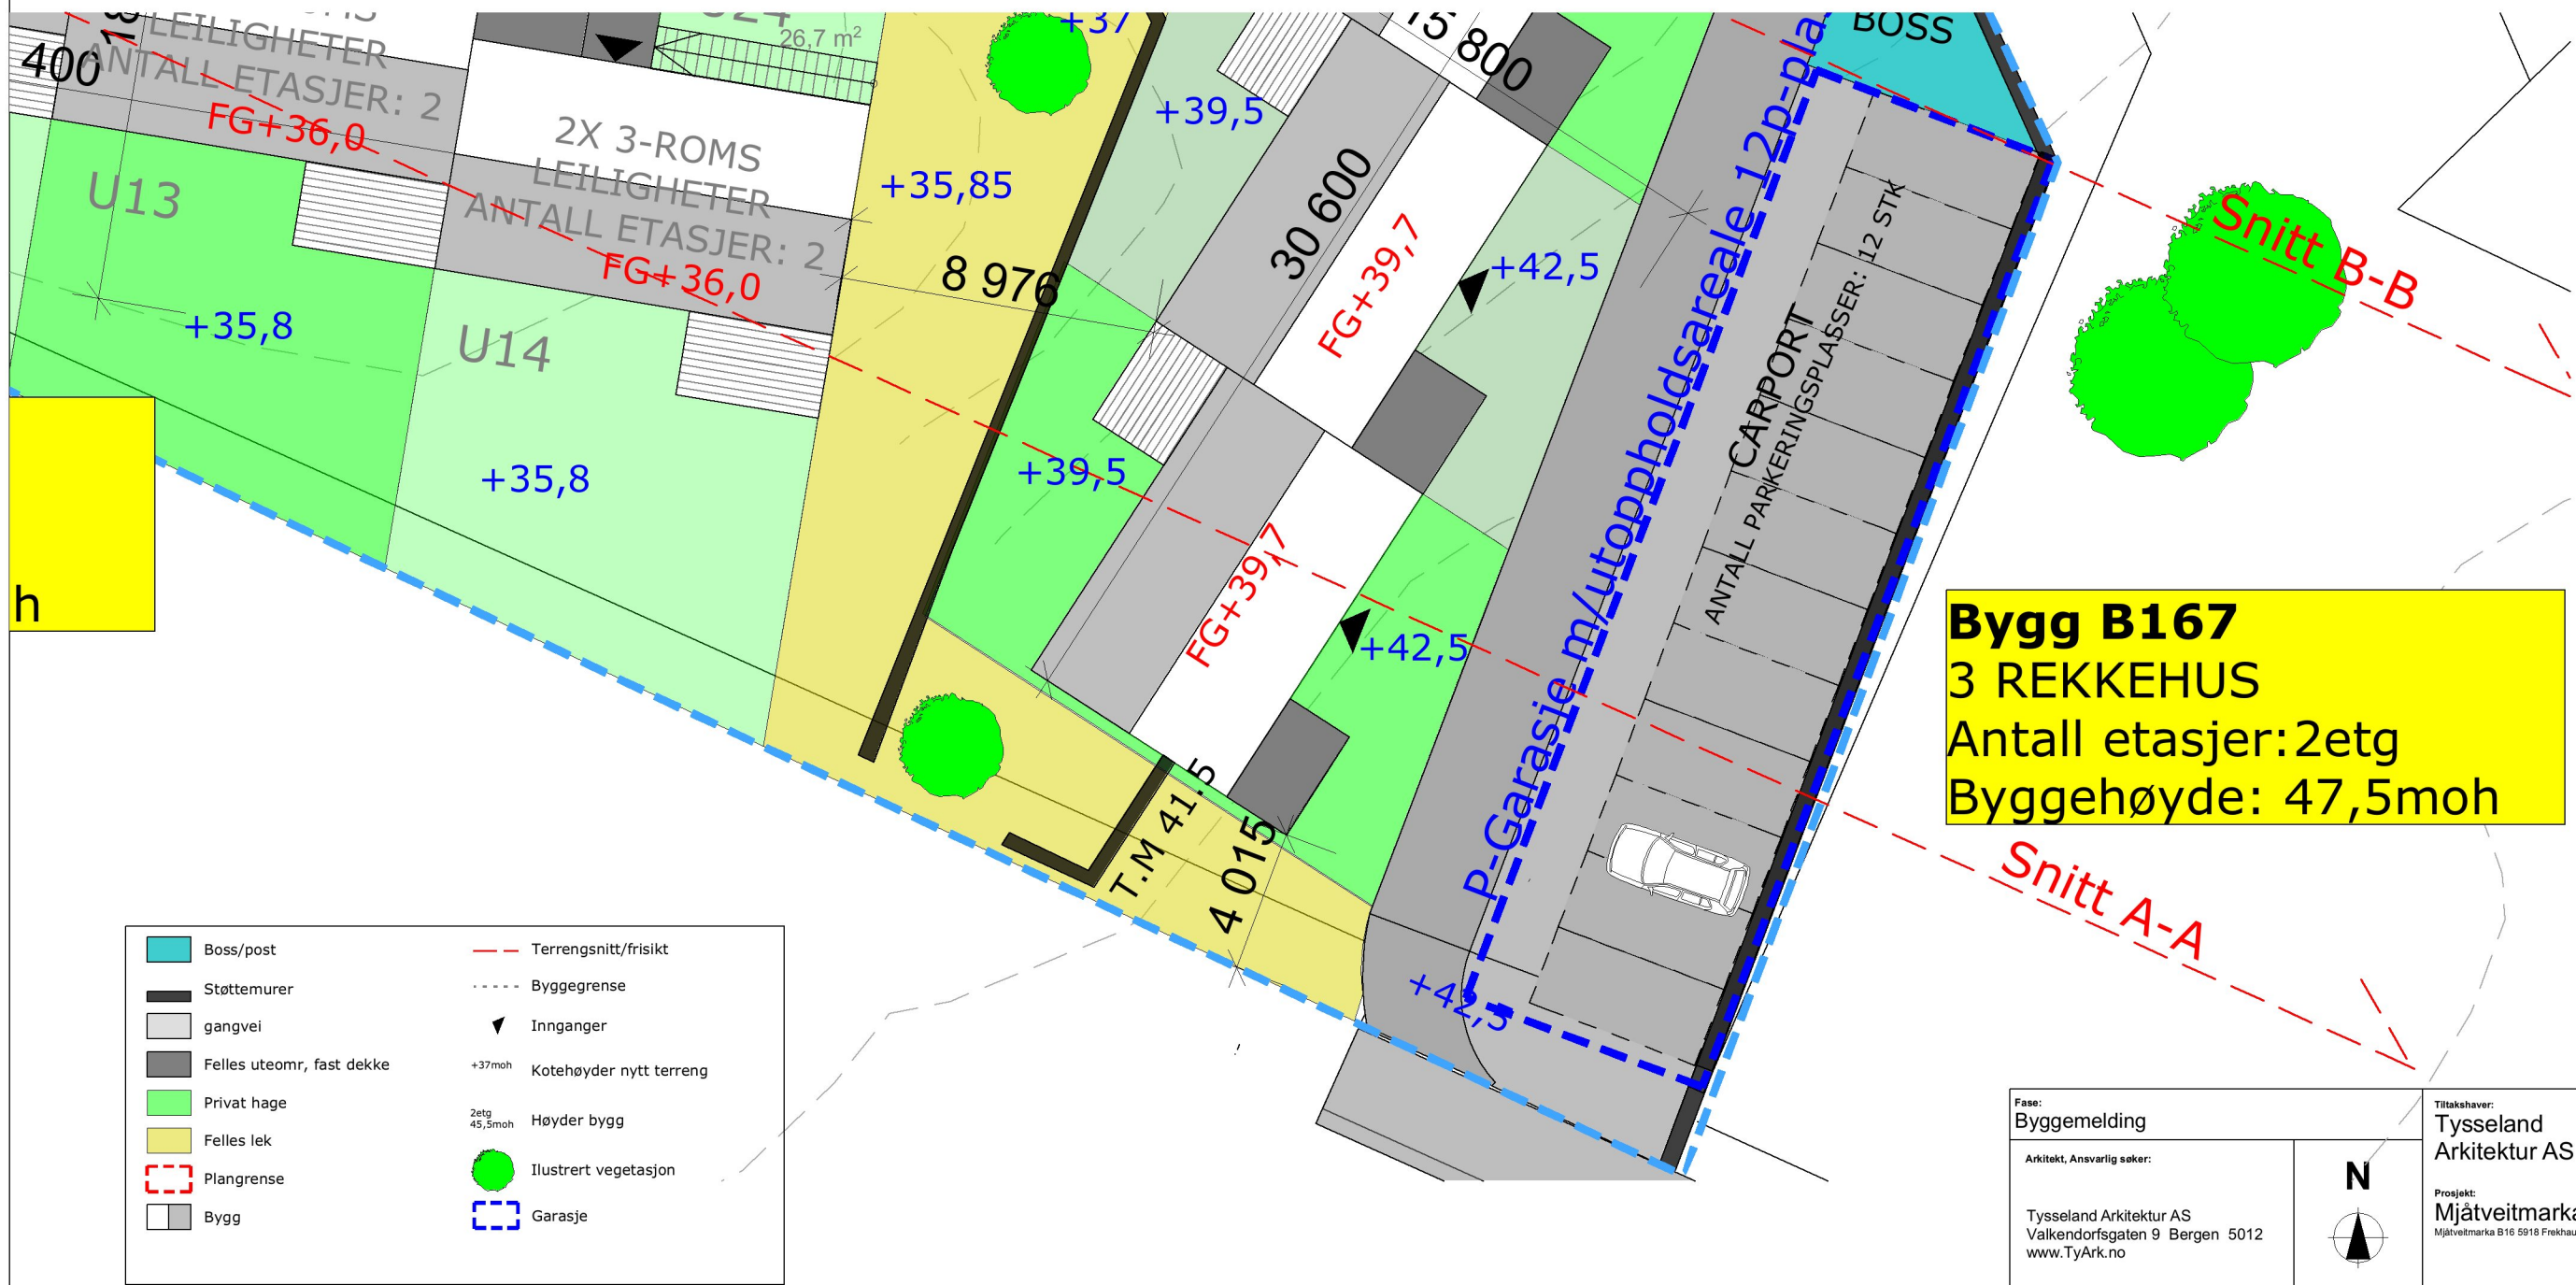 400
LEILIGHETER
ANTALL ETASJER: 2
FG+36,0
26,7 m²
+37
15 800
BOSS
2X 3-ROMS
LEILIGHETER
ANTALL ETASJER: 2
FG+36,0
U13
+35,8
U14
+35,8
+35,85
8 976
+39,5
30 600
FG+39,7
+42,5
+39,5
FG+39,7
+42,5
P-Garasje m/utoppholdsareale 12p-pla
CARPORT
ANTALL PARKERINGSPLASSER: 12 STK
Snitt B-B
h
Bygg B167
3 REKKEHUS
Antall etasjer:2etg
Byggehøyde: 47,5moh
T.M 41.5
4 015
+42,5
Snitt A-A
Boss/post
Støttemurer
gangvei
Felles uteomr, fast dekke
Privat hage
Felles lek
Plangrense
Bygg
Terrengsnitt/frisikt
Byggegrense
Innganger
+37moh Kotehøyder nytt terreng
2etg
45,5moh
Høyder bygg
Ilustrert vegetasjon
Garasje
Fase:
Byggemelding
Arkitekt, Ansvarlig søker:
Tysseland Arkitektur AS
Valkendorfsgaten 9 Bergen 5012
www.TyArk.no
N
Tiltakshaver:
Tysseland
Arkitektur AS
Prosjekt:
Mjåtveitmarka
Mjåtveitmarka B16 5918 Frekhau